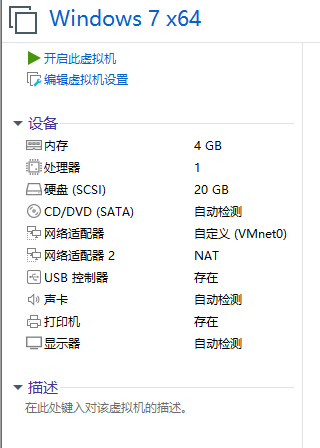 Windows 7 x64
开启此虚拟机
编辑虚拟机设置
设备
内存 4 GB
处理器 1
硬盘 (SCSI) 20 GB
CD/DVD (SATA) 自动检测
网络适配器 自定义 (VMnet0)
网络适配器 2 NAT
USB 控制器 存在
声卡 自动检测
打印机 存在
显示器 自动检测
描述
在此处键入对该虚拟机的描述。